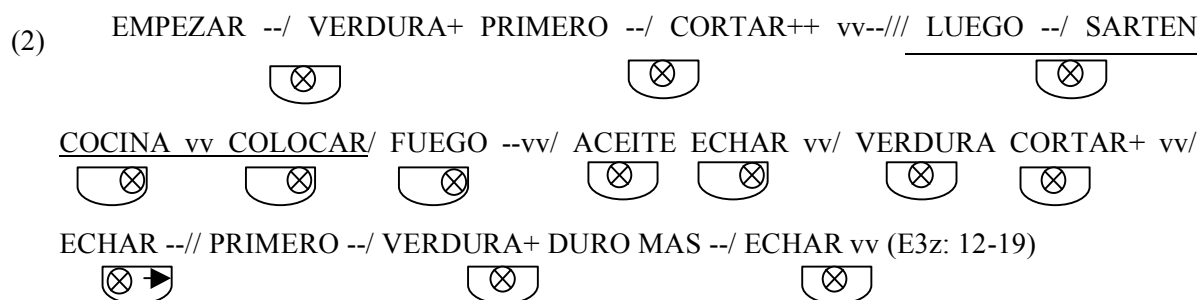 (2) EMPEZAR --/ VERDURA+ PRIMERO --/ CORTAR++ vv--/// LUEGO --/ SARTEN
COCINA vv COLOCAR/ FUEGO --vv/ ACEITE ECHAR vv/ VERDURA CORTAR+ vv/
ECHAR --// PRIMERO --/ VERDURA+ DURO MAS --/ ECHAR vv (E3z: 12-19)